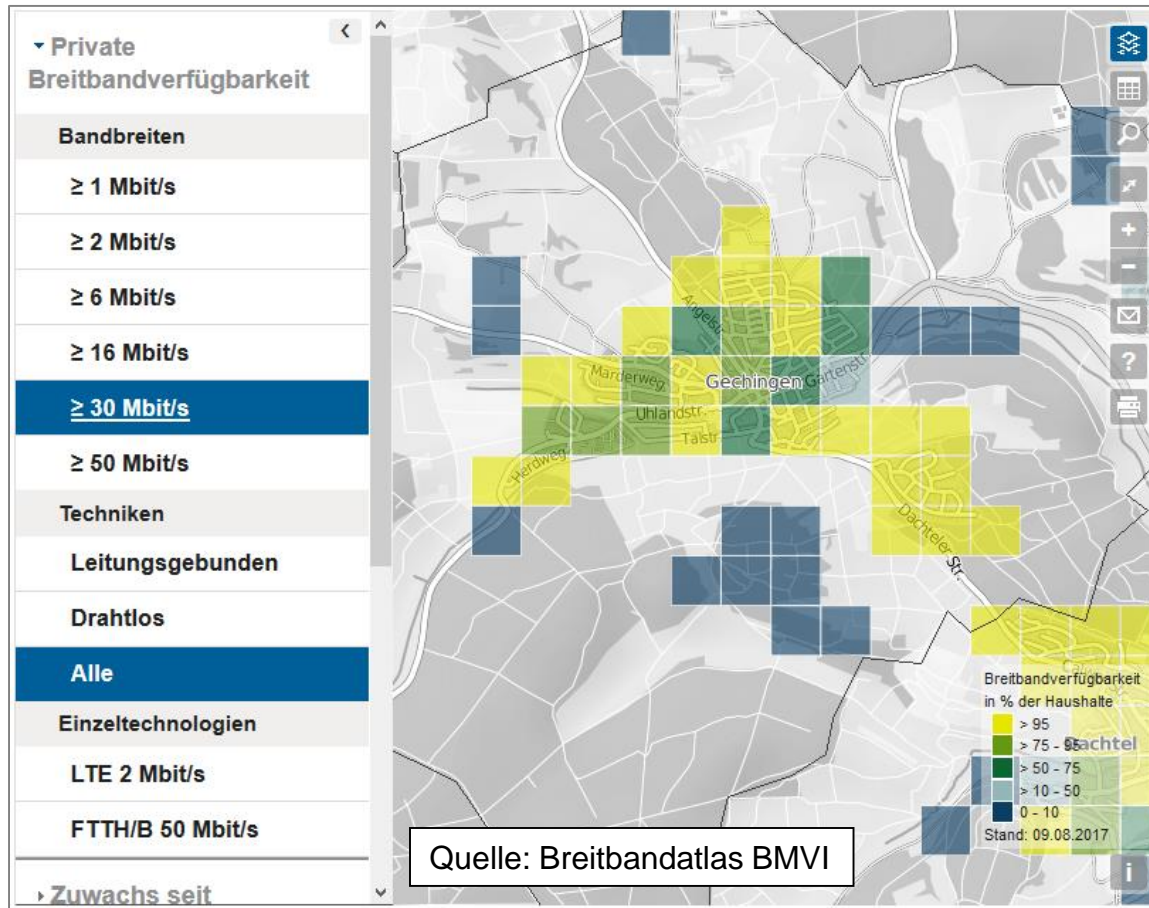 Private
Breitbandverfügbarkeit
Bandbreiten
≥ 1 Mbit/s
≥ 2 Mbit/s
≥ 6 Mbit/s
≥ 16 Mbit/s
≥ 30 Mbit/s
≥ 50 Mbit/s
Techniken
Leitungsgebunden
Drahtlos
Alle
Einzeltechnologien
LTE 2 Mbit/s
FTTH/B 50 Mbit/s
Zuwachs seit
Angelstr.
Marderweg
Gechingen
Gartenstr.
Uhlandstr.
Talstr.
Herdweg
Dachteler Str.
Breitbandverfügbarkeit
in % der Haushalte
> 95
> 75 - 95
Dachtel
> 50 - 75
> 10 - 50
0 - 10
Stand: 09.08.2017
Quelle: Breitbandatlas BMVI